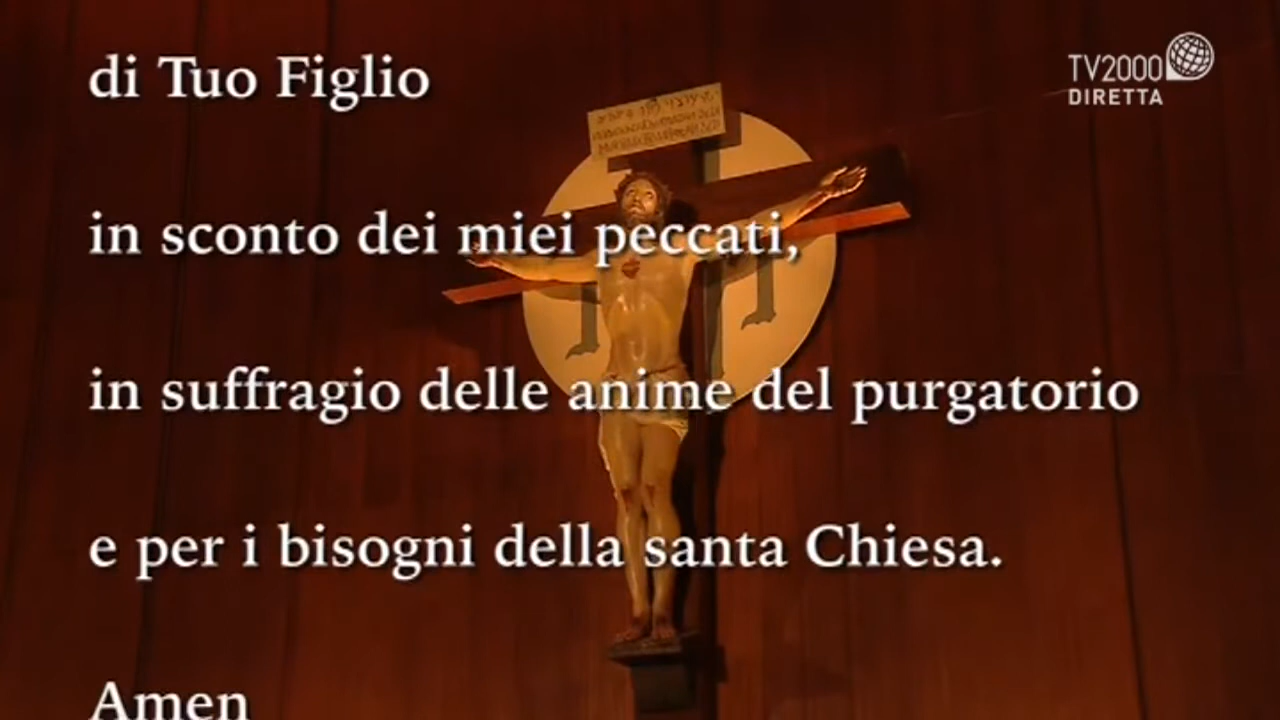 di Tuo Figlio
TV2000
DIRETTA
in sconto dei miei peccati,
in suffragio delle anime del purgatorio
e per i bisogni della santa Chiesa.
Amen